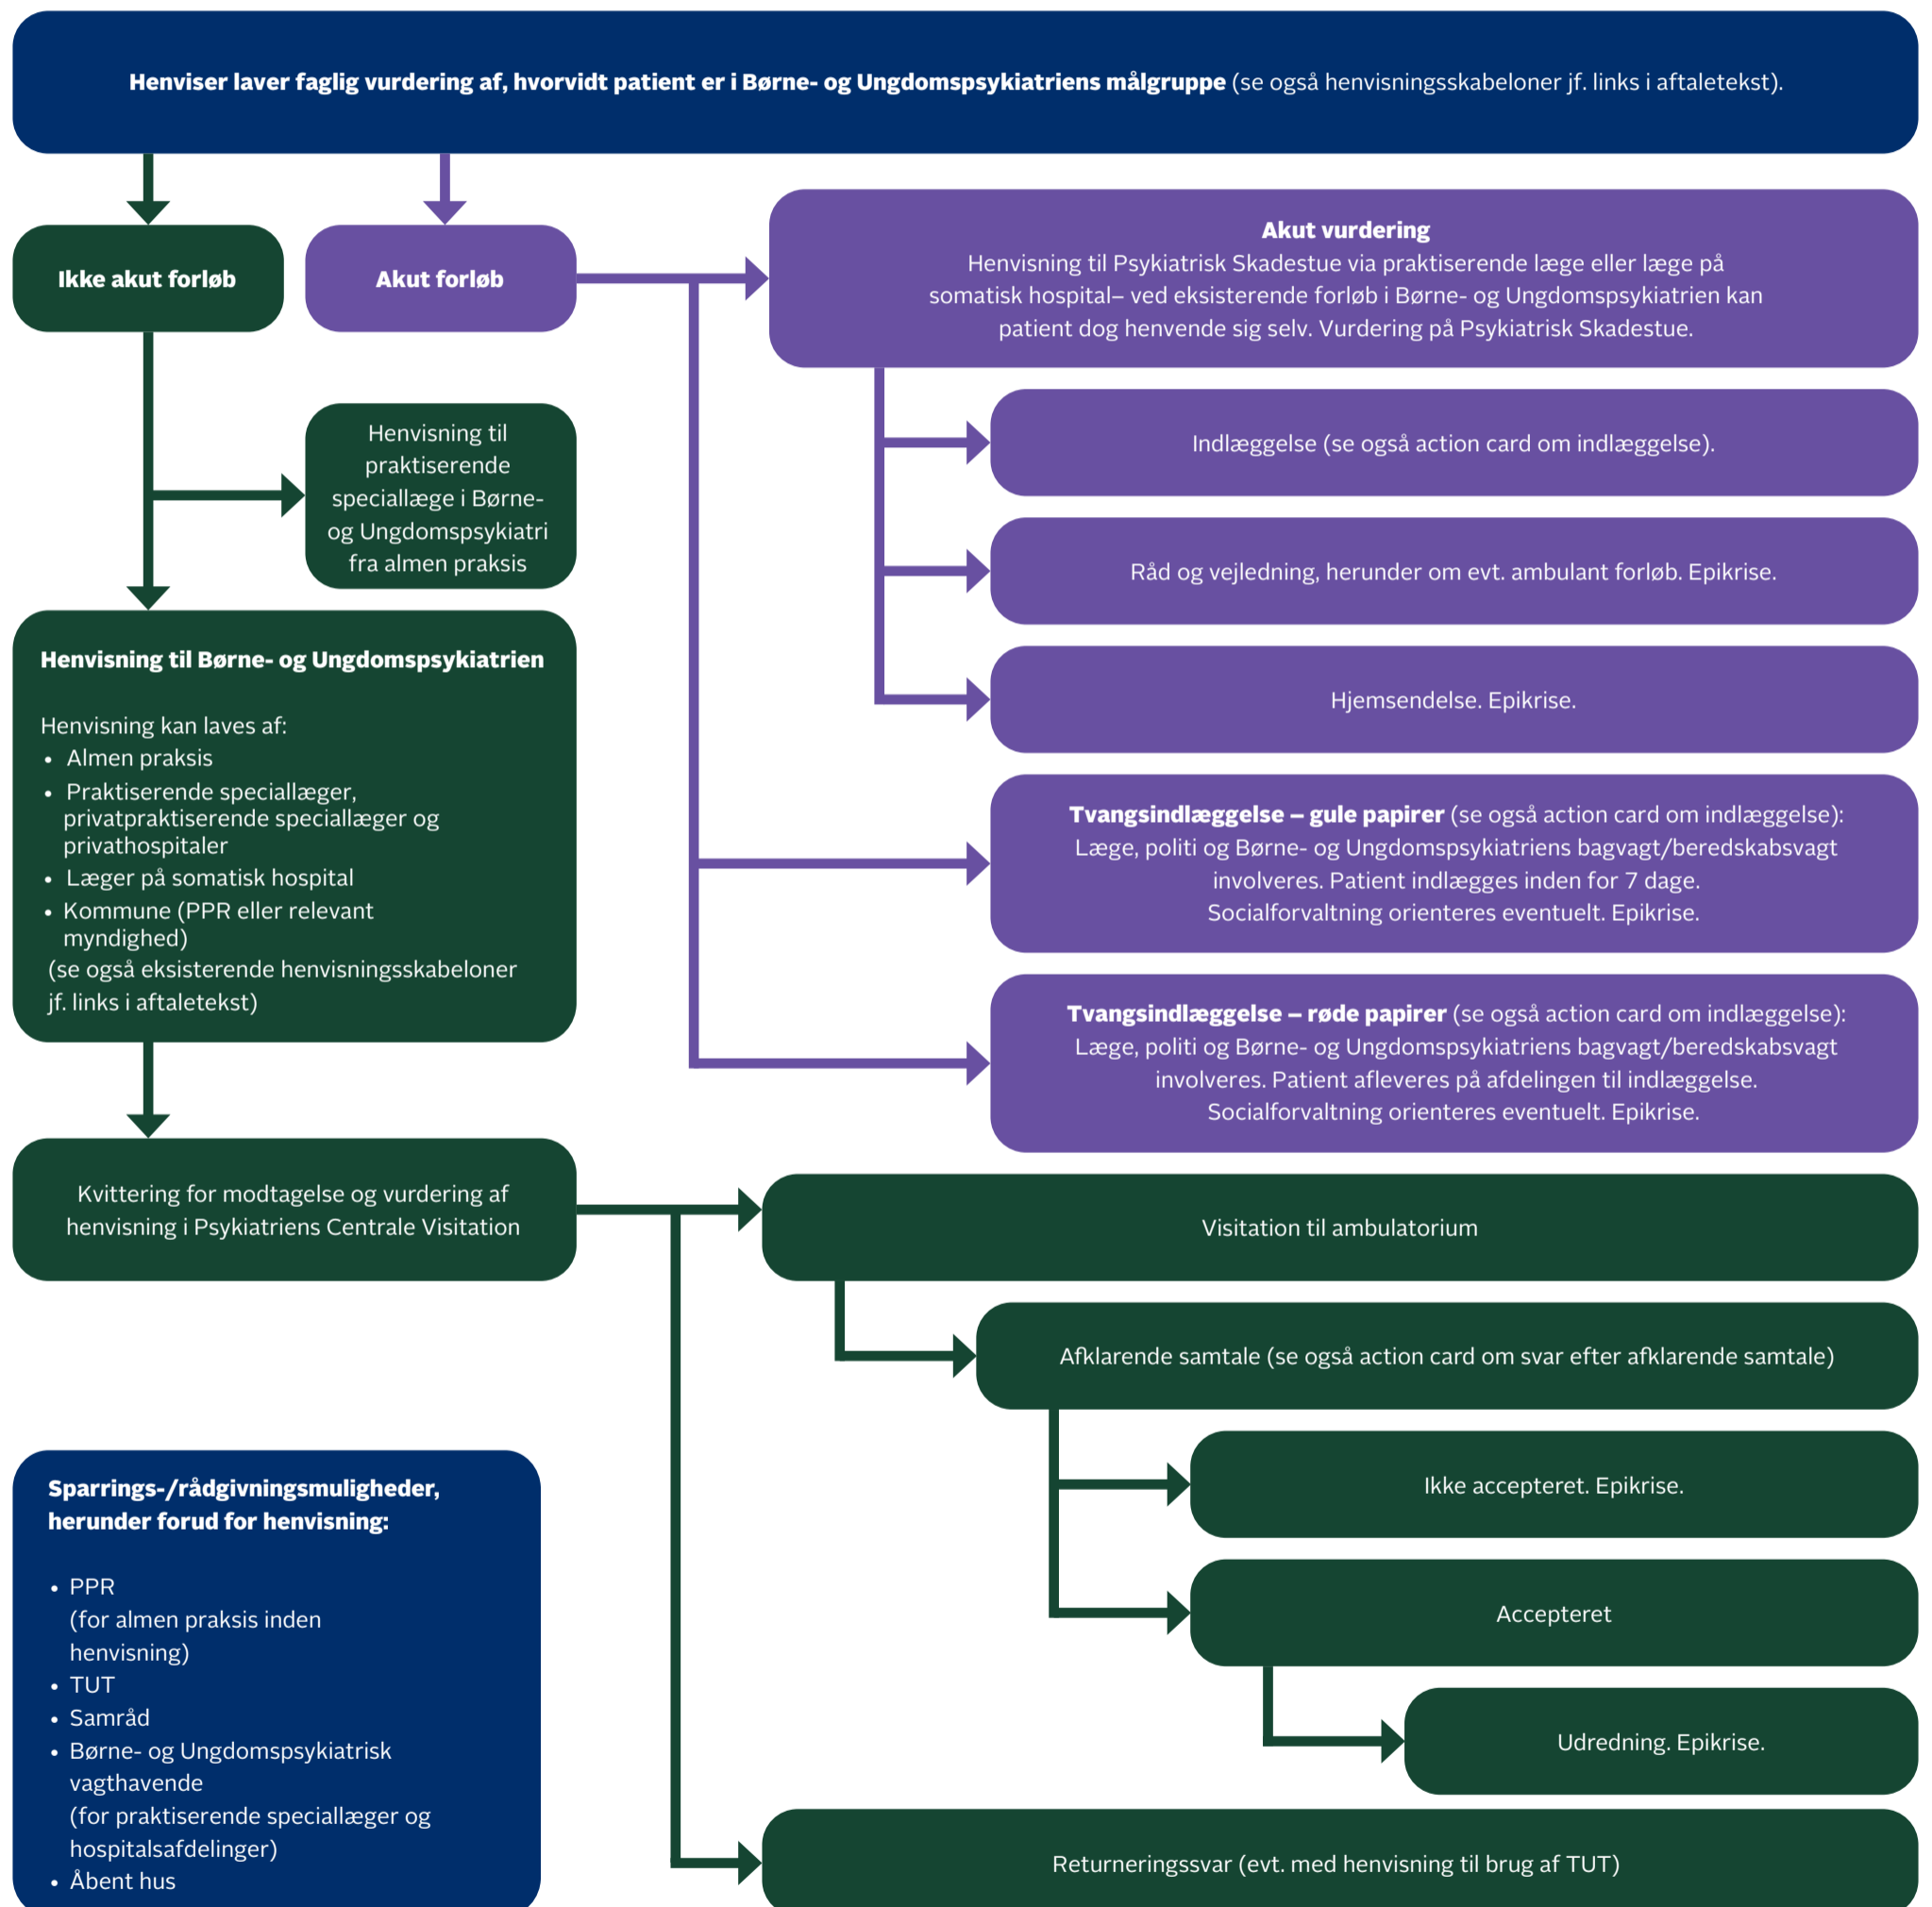 Henviser laver faglig vurdering af, hvorvidt patient er i Børne- og Ungdomspsykiatriens målgruppe (se også henvisningsskabeloner jf. links i aftaletekst).
Ikke akut forløb
Akut forløb
Akut vurdering
Henvisning til Psykiatrisk Skadestue via praktiserende læge eller læge på
somatisk hospital– ved eksisterende forløb i Børne- og Ungdomspsykiatrien kan
patient dog henvende sig selv. Vurdering på Psykiatrisk Skadestue.
Indlæggelse (se også action card om indlæggelse).
Råd og vejledning, herunder om evt. ambulant forløb. Epikrise.
Hjemsendelse. Epikrise.
Tvangsindlæggelse – gule papirer (se også action card om indlæggelse):
Læge, politi og Børne- og Ungdomspsykiatriens bagvagt/beredskabsvagt
involveres. Patient indlægges inden for 7 dage.
Socialforvaltning orienteres eventuelt. Epikrise.
Tvangsindlæggelse – røde papirer (se også action card om indlæggelse):
Læge, politi og Børne- og Ungdomspsykiatriens bagvagt/beredskabsvagt
involveres. Patient afleveres på afdelingen til indlæggelse.
Socialforvaltning orienteres eventuelt. Epikrise.
Henvisning til
praktiserende
speciallæge i Børne-
og Ungdomspsykiatri
fra almen praksis
Henvisning til Børne- og Ungdomspsykiatrien
Henvisning kan laves af:
• Almen praksis
• Praktiserende speciallæger,
privatpraktiserende speciallæger og
privathospitaler
• Læger på somatisk hospital
• Kommune (PPR eller relevant
myndighed)
(se også eksisterende henvisningsskabeloner
jf. links i aftaletekst)
Kvittering for modtagelse og vurdering af
henvisning i Psykiatriens Centrale Visitation
Visitation til ambulatorium
Afklarende samtale (se også action card om svar efter afklarende samtale)
Ikke accepteret. Epikrise.
Accepteret
Udredning. Epikrise.
Returneringssvar (evt. med henvisning til brug af TUT)
Sparrings-/rådgivningsmuligheder,
herunder forud for henvisning:
• PPR
(for almen praksis inden
henvisning)
• TUT
• Samråd
• Børne- og Ungdomspsykiatrisk
vagthavende
(for praktiserende speciallæger og
hospitalsafdelinger)
• Åbent hus